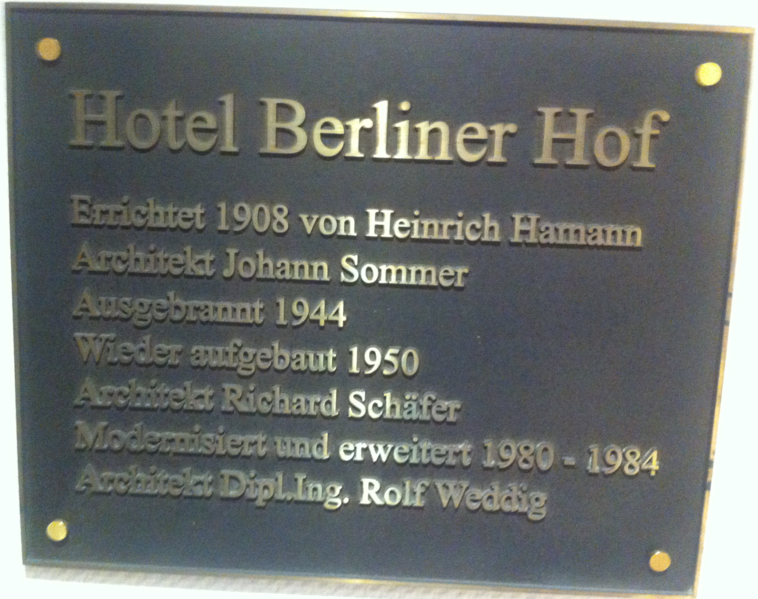 Hotel Berliner Hof
Errichtet 1908 von Heinrich Hamann
Architekt Johann Sommer
Ausgebrannt 1944
Wieder aufgebaut 1950
Architekt Richard Schäfer
Modernisiert und erweitert 1980 - 1984
Architekt Dipl.Ing. Rolf Weddig